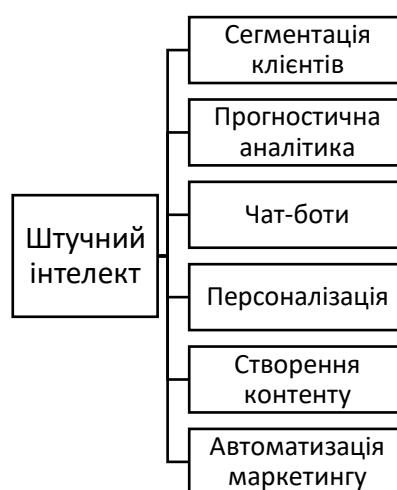 Сегментація
клієнтів
Прогностична
аналітика
Чат-боти
Штучний
інтелект
Персоналізація
Створення
контенту
Автоматизація
маркетингу